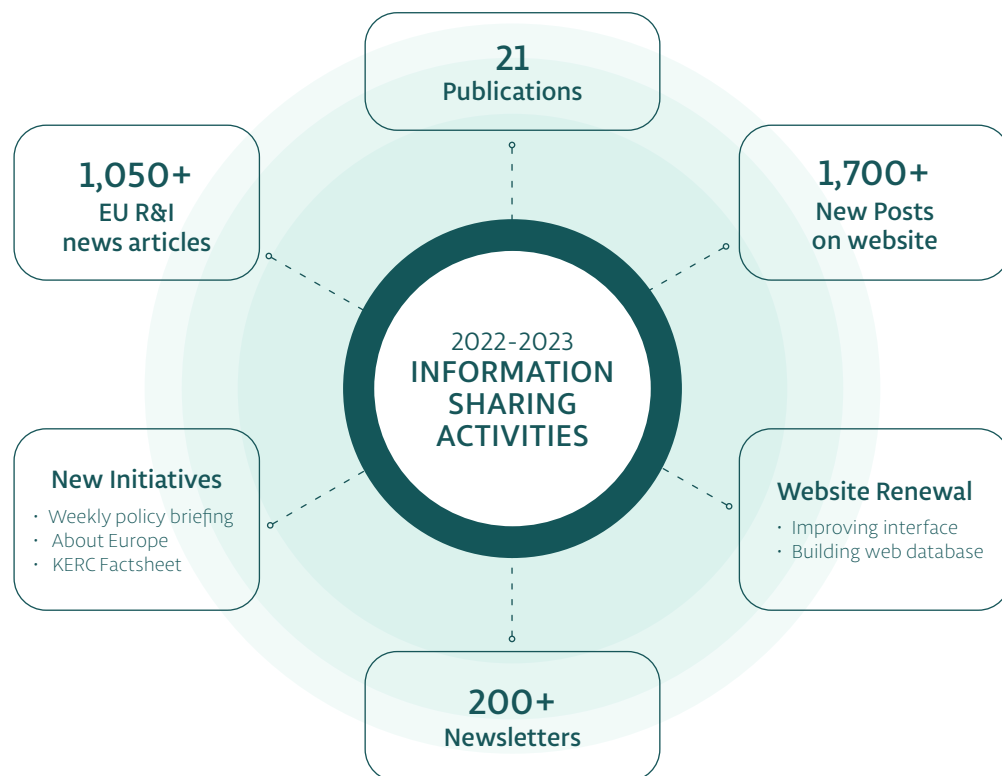 21
Publications
1,050+
EU R&I
news articles
1,700+
New Posts
on website
2022-2023
INFORMATION
SHARING
ACTIVITIES
New Initiatives
• Weekly policy briefing
• About Europe
• KERC Factsheet
Website Renewal
• Improving interface
• Building web database
200+
Newsletters